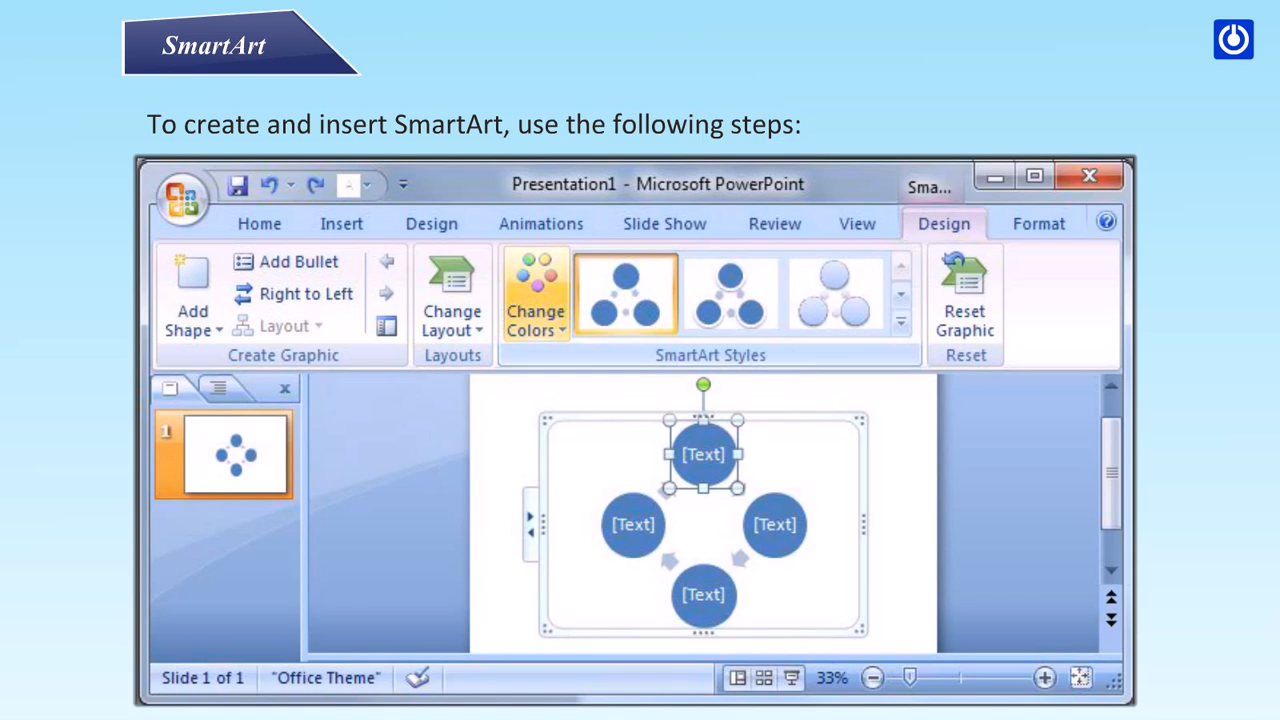 SmartArt
To create and insert SmartArt, use the following steps:
Presentation1 - Microsoft PowerPoint
Sma...
Home Insert Design Animations Slide Show Review View Design Format
Add Shape
Add Bullet
Right to Left
Layout
Create Graphic
Change Layout
Layouts
Change Colors
SmartArt Styles
Reset Graphic
Reset
1
[Text]
[Text] [Text]
[Text]
Slide 1 of 1 "Office Theme" 33%